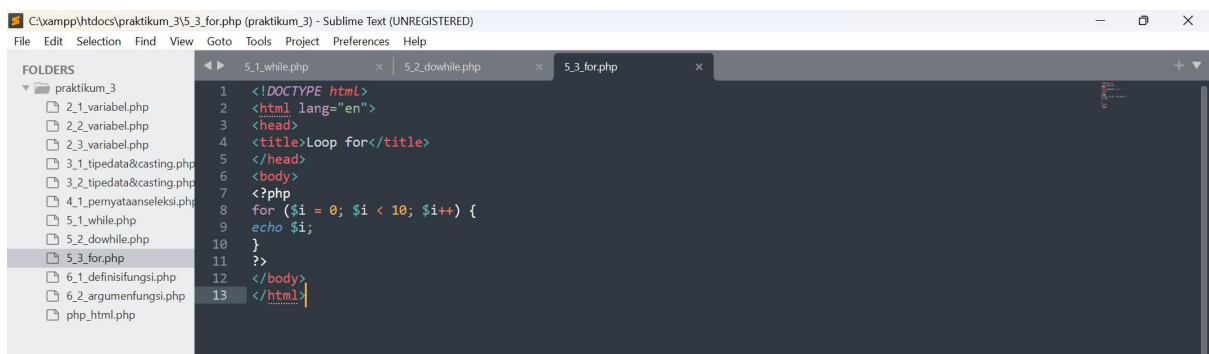 C:\xampp\htdocs\praktikum_3\5_3_for.php (praktikum_3) - Sublime Text (UNREGISTERED)
File Edit Selection Find View Goto Tools Project Preferences Help
FOLDERS
praktikum_3
2_1_variabel.php
2_2_variabel.php
2_3_variabel.php
3_1_tipedata&casting.php
3_2_tipedata&casting.php
4_1_pernyataanseleksi.php
5_1_while.php
5_2_dowhile.php
5_3_for.php
6_1_definisifungsi.php
6_2_argumenfungsi.php
php_html.php
5_1_while.php × 5_2_dowhile.php × 5_3_for.php ×
1 <!DOCTYPE html>
2 <html lang="en">
3 <head>
4 <title>Loop for</title>
5 </head>
6 <body>
7 <?php
8 for ($i = 0; $i < 10; $i++) {
9 echo $i;
10 }
11 ?>
12 </body>
13 </html>